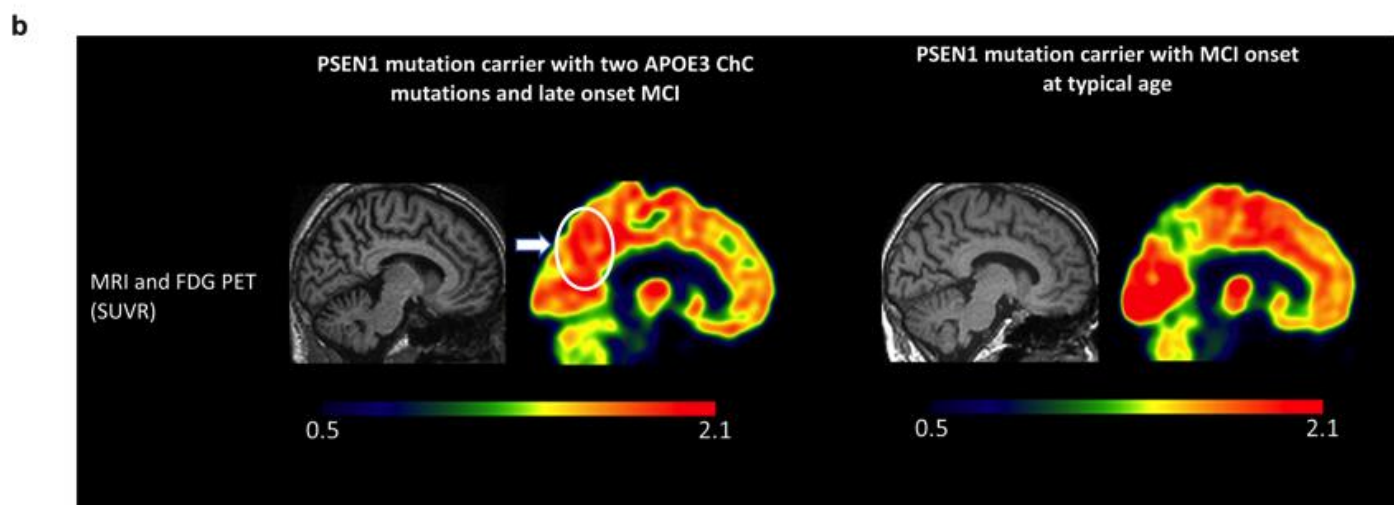 b
PSEN1 mutation carrier with two APOE3 ChC
mutations and late onset MCI
PSEN1 mutation carrier with MCI onset
at typical age
MRI and FDG PET
(SUVR)
0.5
2.1
0.5
2.1